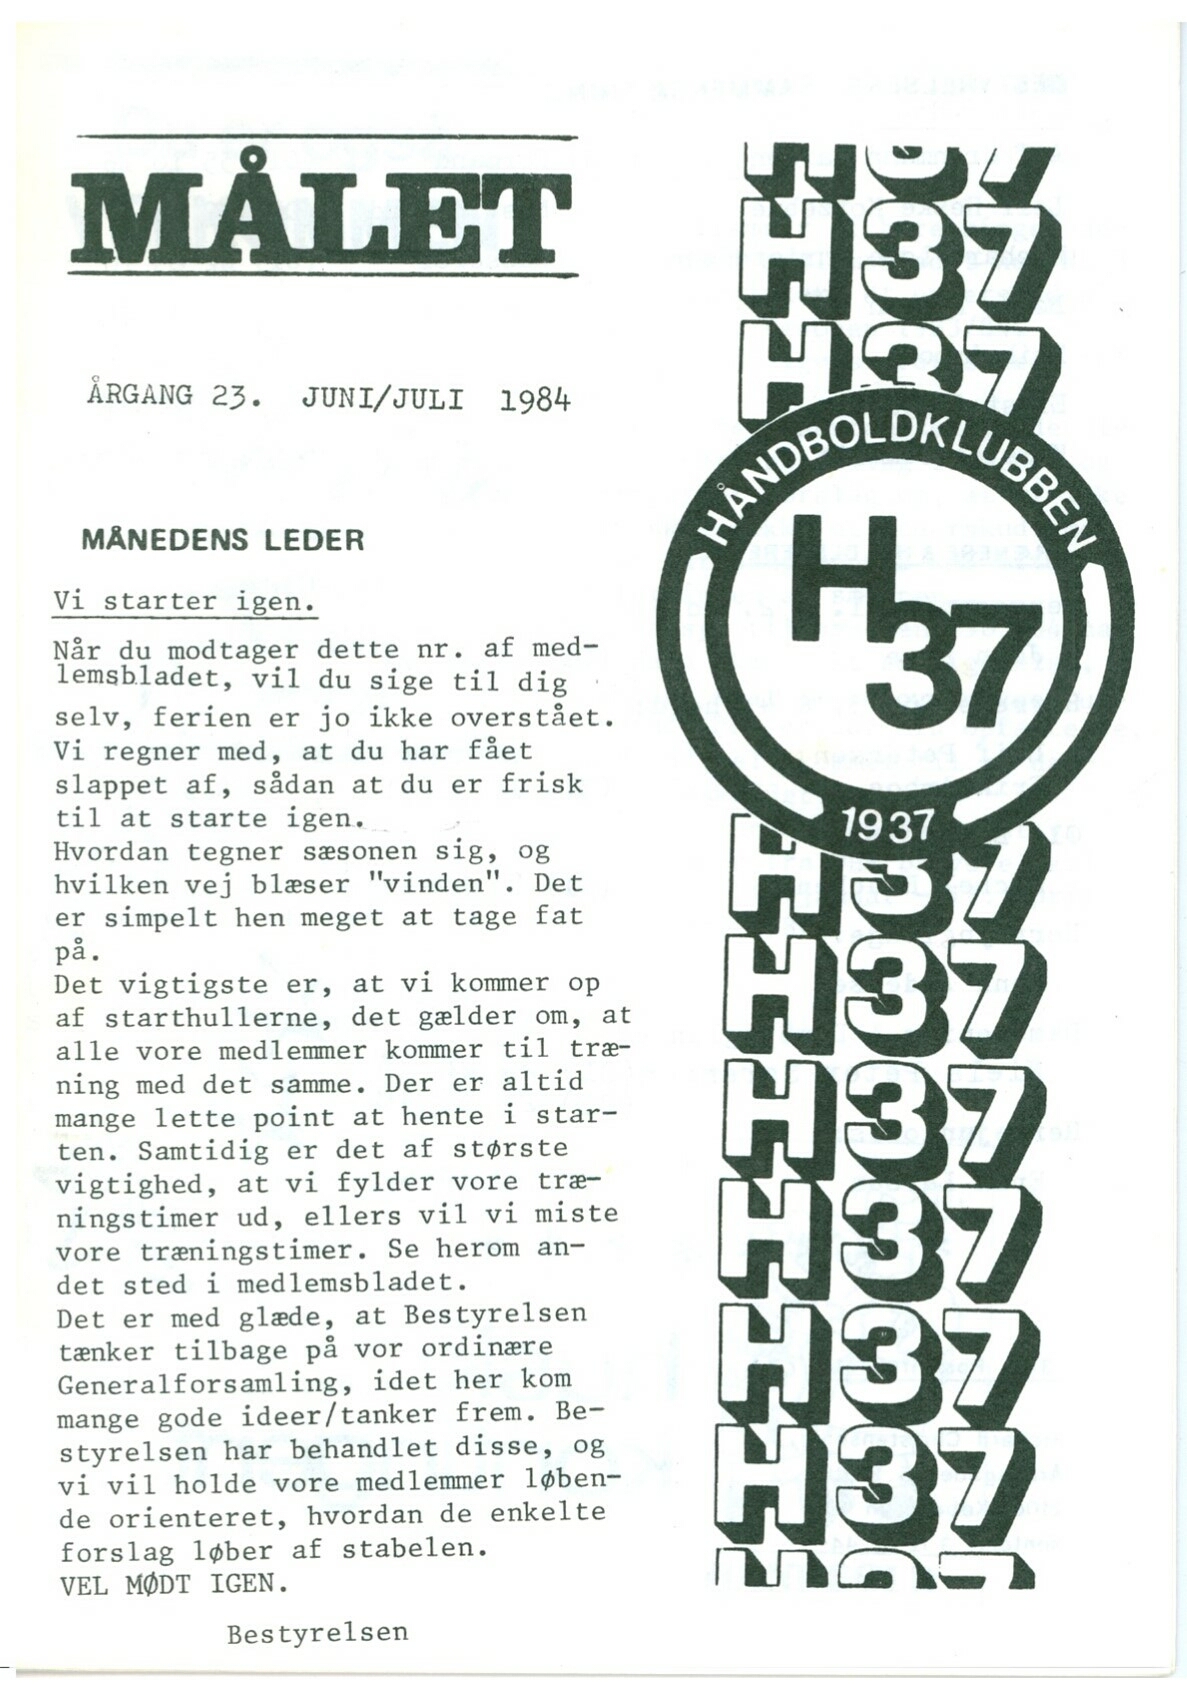 MÅLET
ÅRGANG 23. JUNI/JULI 1984
MÅNEDENS LEDER
Vi starter igen.
Når du modtager dette nr. af med-
lemsbladet, vil du sige til dig
selv, ferien er jo ikke overstået.
Vi regner med, at du har fået
slappet af, sådan at du er frisk
til at starte igen.
Hvordan tegner sæsonen sig, og
hvilken vej blæser "vinden". Det
er simpelt hen meget at tage fat
på.
Det vigtigste er, at vi kommer op
af starthullerne, det gælder om, at
alle vore medlemmer kommer til træ-
ning med det samme. Der er altid
mange lette point at hente i star-
ten. Samtidig er det af største
vigtighed, at vi fylder vore træ-
ningstimer ud, ellers vil vi miste
vore træningstimer. Se herom an-
det sted i medlemsbladet.
Det er med glæde, at Bestyrelsen
tænker tilbage på vor ordinære
Generalforsamling, idet her kom
mange gode ideer/tanker frem. Be-
styrelsen har behandlet disse, og
vi vil holde vore medlemmer løben-
de orienteret, hvordan de enkelte
forslag løber af stabelen.
VEL MØDT IGEN.
Bestyrelsen
H37
H37
H37
HÅNDBOLDKLUBBEN
H37
1937
H37
H37
H37
H37
H37
H37
H37